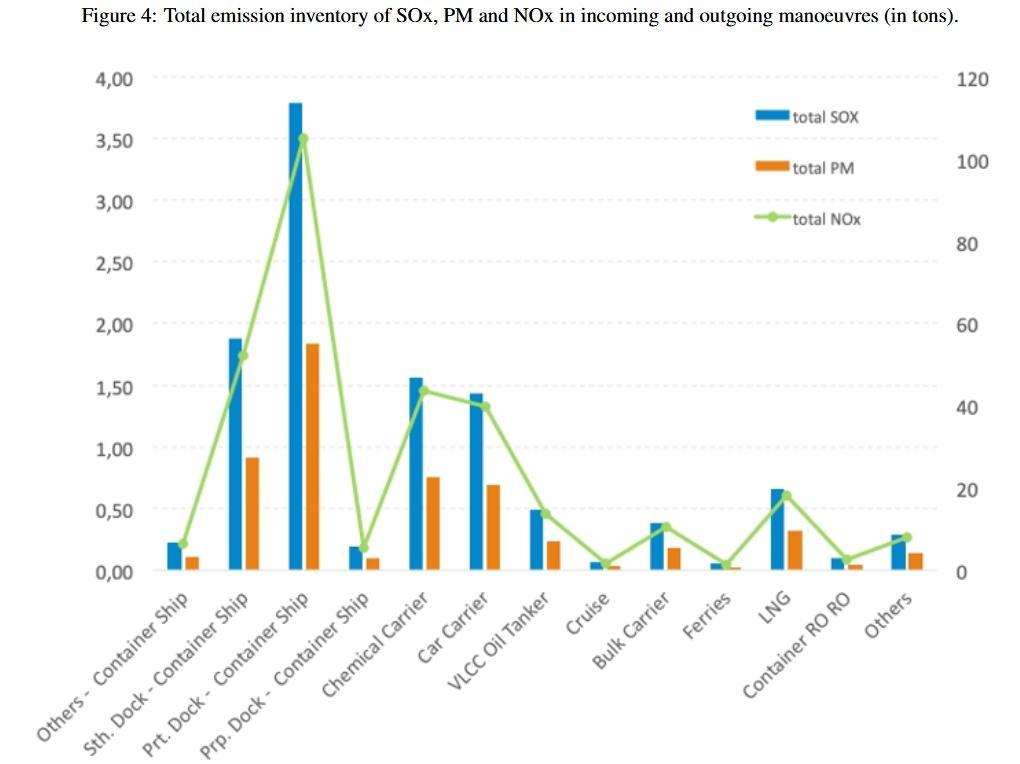 Figure 4: Total emission inventory of SOx, PM and NOx in incoming and outgoing manoeuvres (in tons).
4,00
3,50
3,00
2,50
2,00
1,50
1,00
0,50
0,00
120
100
80
60
40
20
0
total SOX
total PM
total NOx
Others - Container Ship
Sth. Dock - Container Ship
Prt. Dock - Container Ship
Prp. Dock - Container Ship
Chemical Carrier
Car Carrier
VLCC Oil Tanker
Cruise
Bulk Carrier
Ferries
LNG
Container RO RO
Others